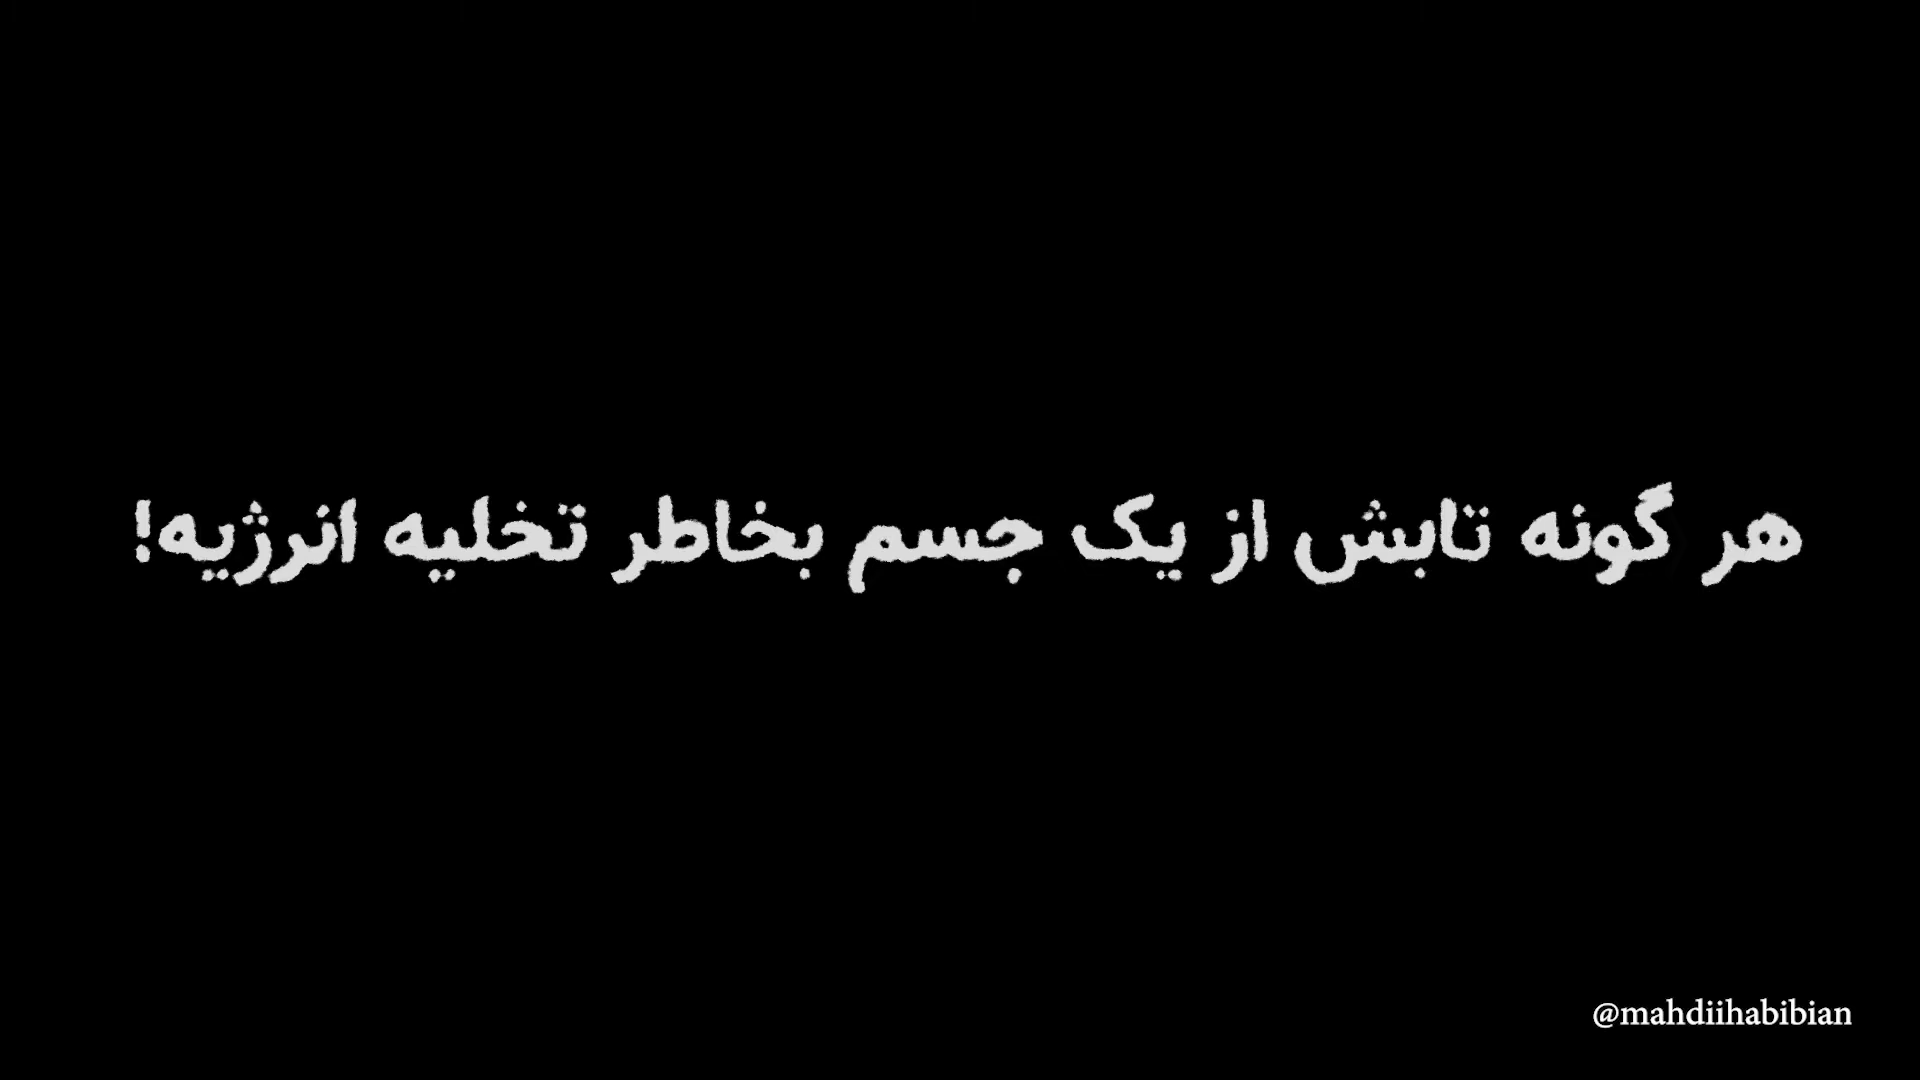 هر گونه تابش از یک جسم بخاطر تخلیه انرژیه!
@mahdiihabibian